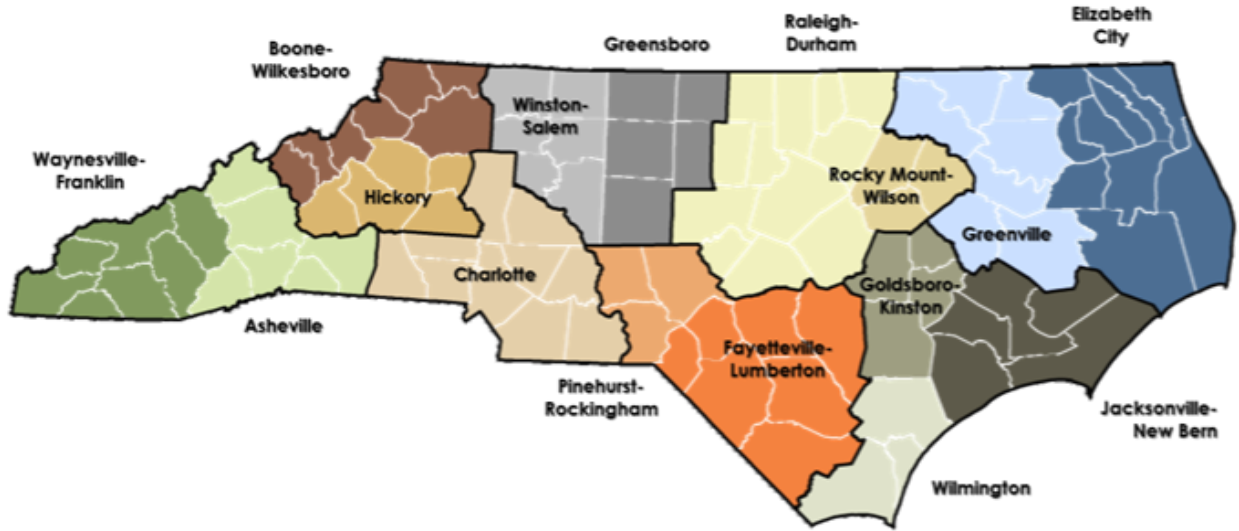 Elizabeth
City
Raleigh-
Durham
Greensboro
Boone-
Wilkesboro
Winston-
Salem
Waynesville-
Franklin
Hickory
Rocky Mount-
Wilson
Greenville
Charlotte
Goldsboro-
Kinston
Asheville
Fayetteville-
Lumberton
Pinehurst-
Rockingham
Jacksonville-
New Bern
Wilmington